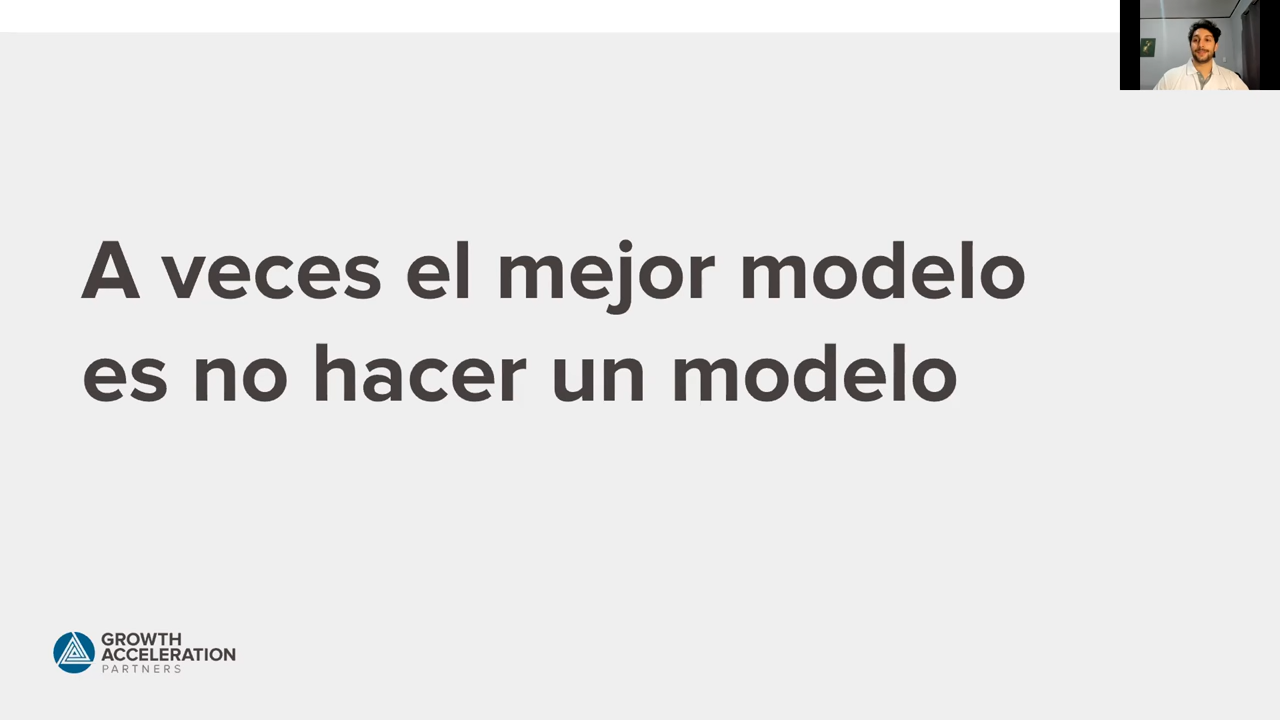 A veces el mejor modelo
es no hacer un modelo
GROWTH
ACCELERATION
PARTNERS